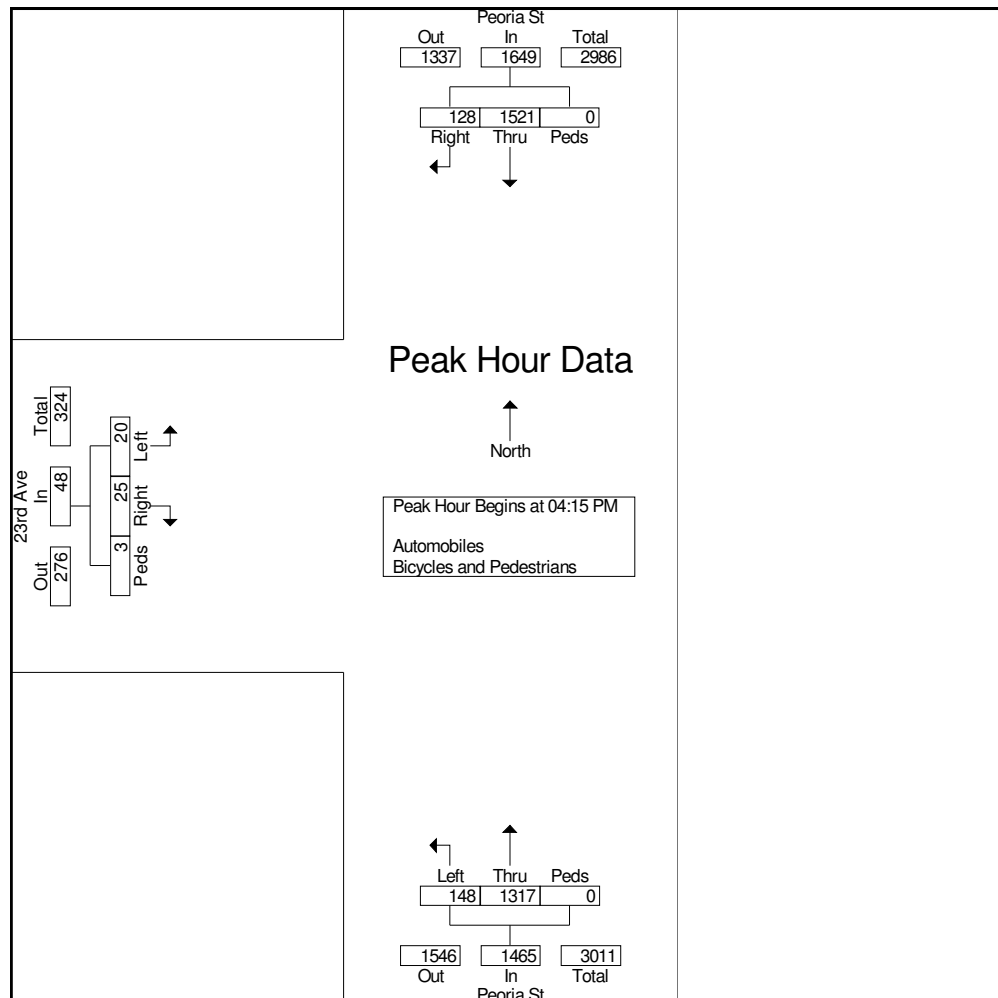 Peoria St
Out In Total
1337 1649 2986
128 1521 0
Right Thru Peds
Peak Hour Data
North
Peak Hour Begins at 04:15 PM
Automobiles
Bicycles and Pedestrians
23rd Ave
Out In Total
276 48 324
3 25 20
Peds Right Left
Left Thru Peds
148 1317 0
1546 1465 3011
Out In Total
Peoria St